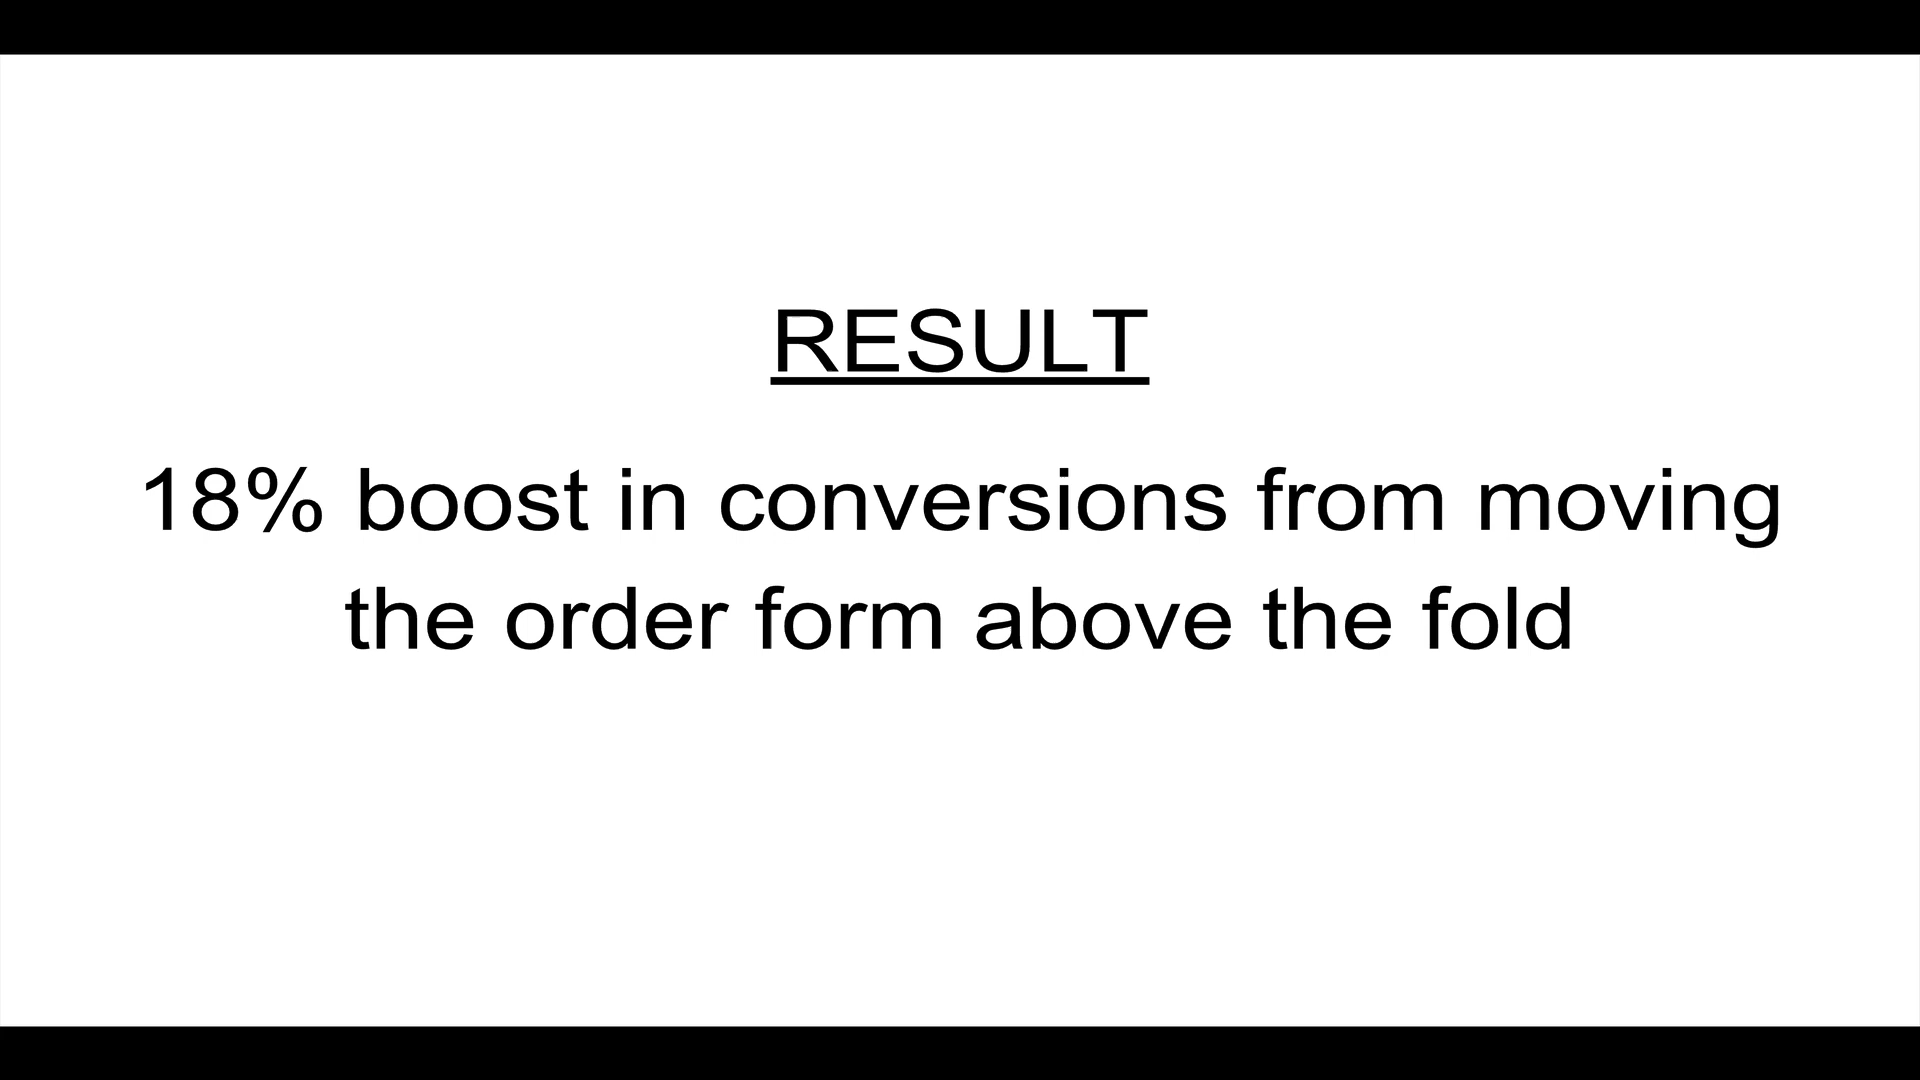 RESULT
18% boost in conversions from moving
the order form above the fold